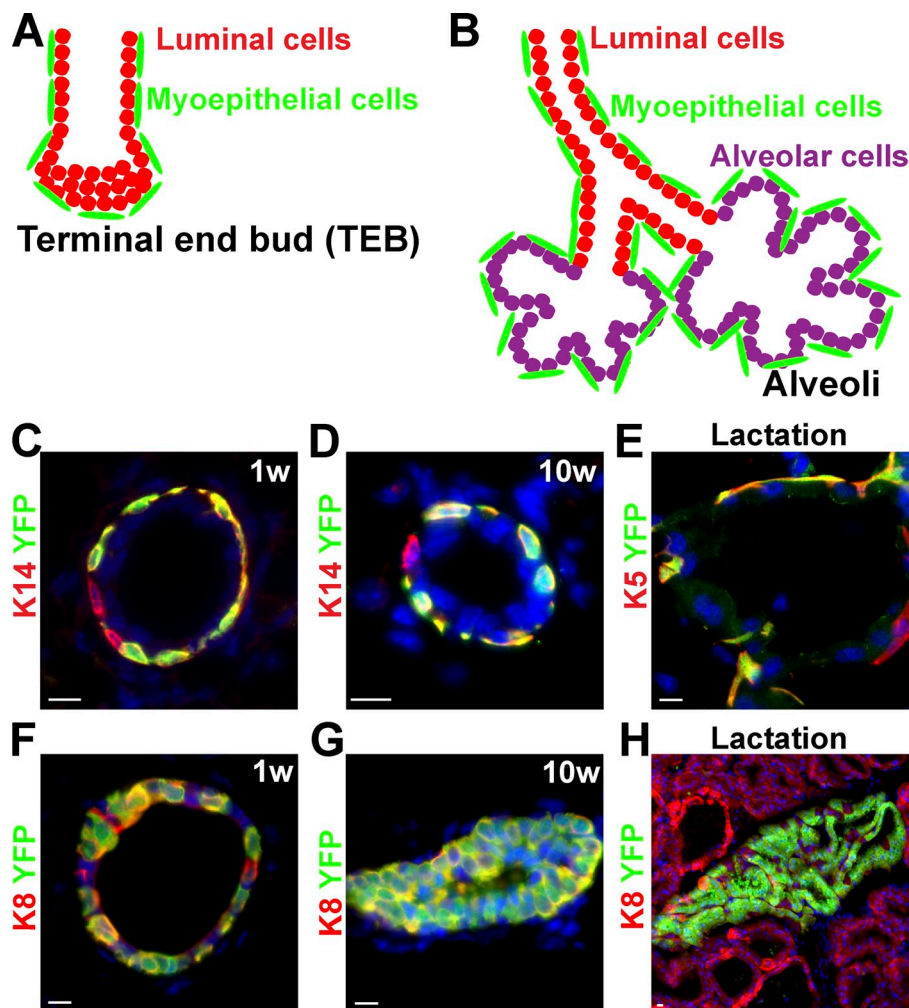 A
Luminal cells
Myoepithelial cells
Terminal end bud (TEB)
B
Luminal cells
Myoepithelial cells
Alveolar cells
Alveoli
C
1w
K14 YFP
D
10w
K14 YFP
E
Lactation
K5 YFP
F
1w
K8 YFP
G
10w
K8 YFP
H
Lactation
K8 YFP